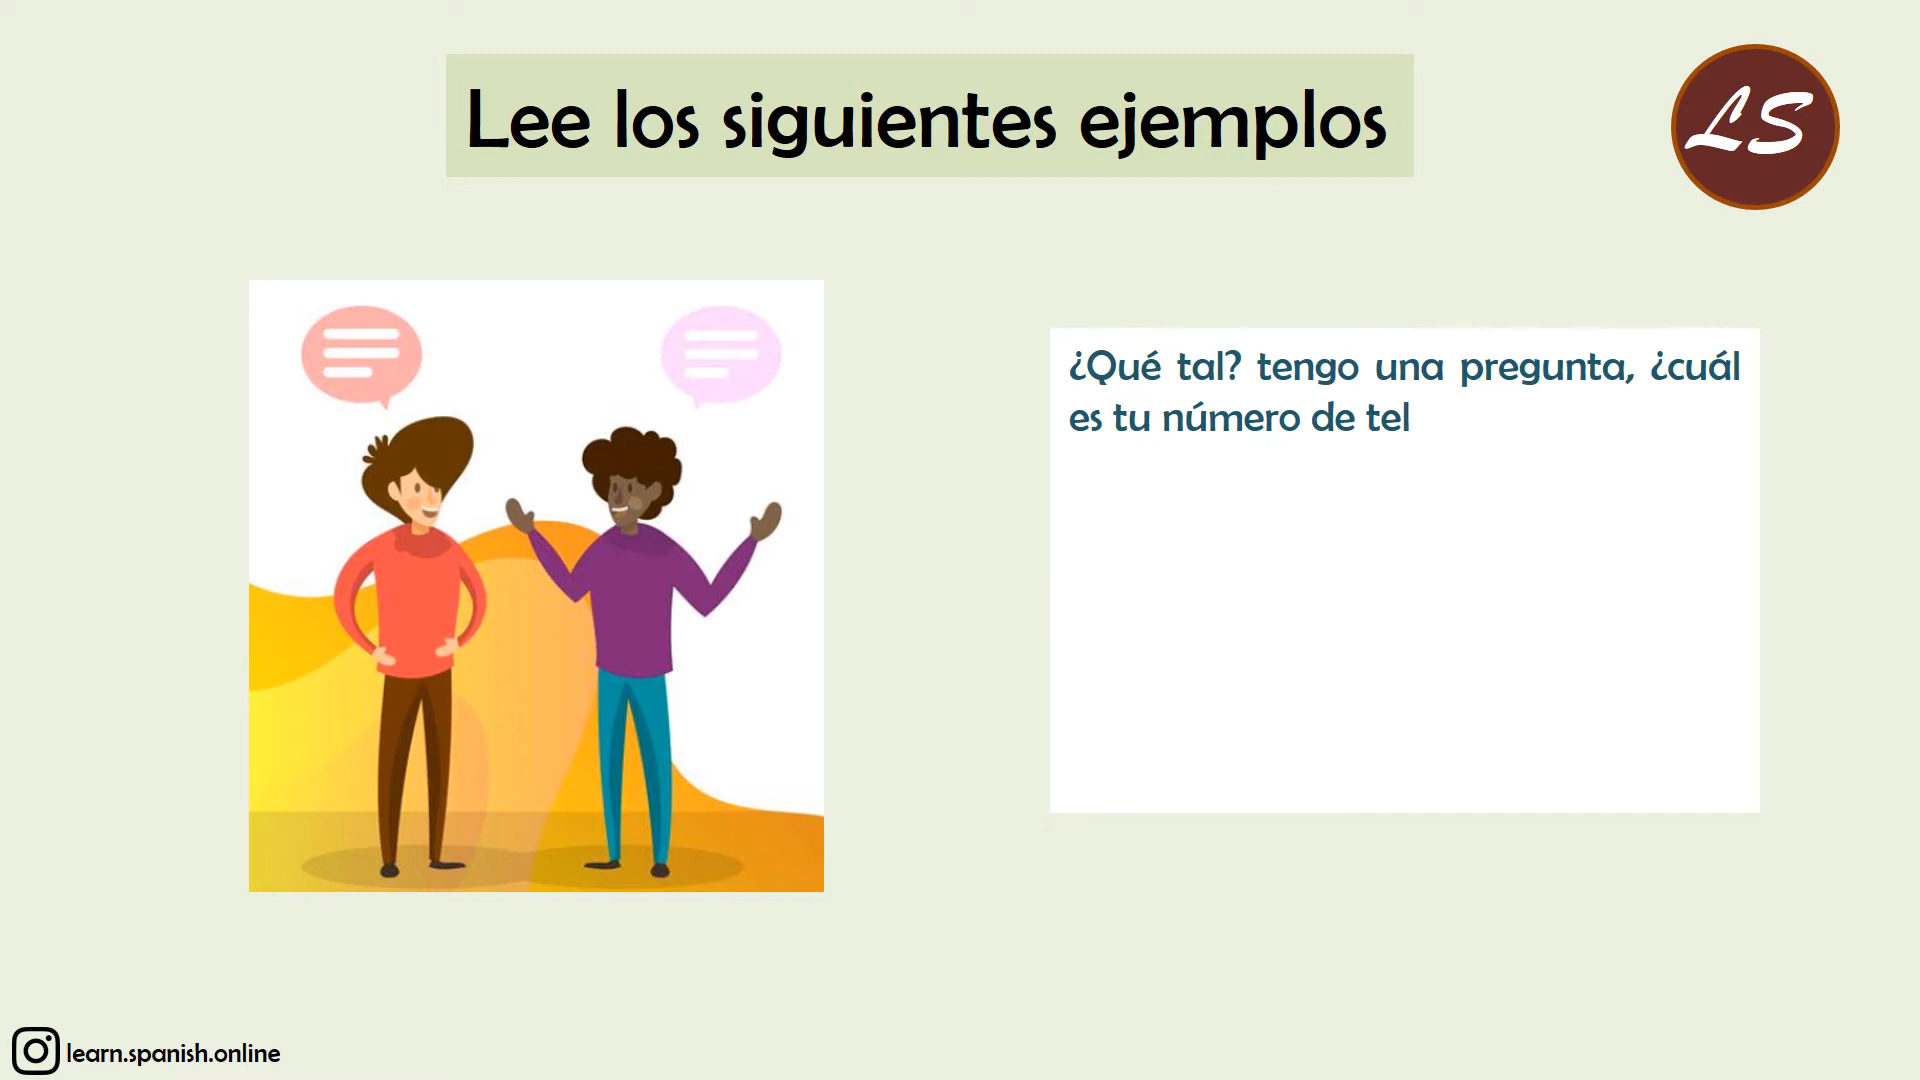 Lee los siguientes ejemplos
LS
¿Qué tal? tengo una pregunta, ¿cuál
es tu número de tel
learn.spanish.online